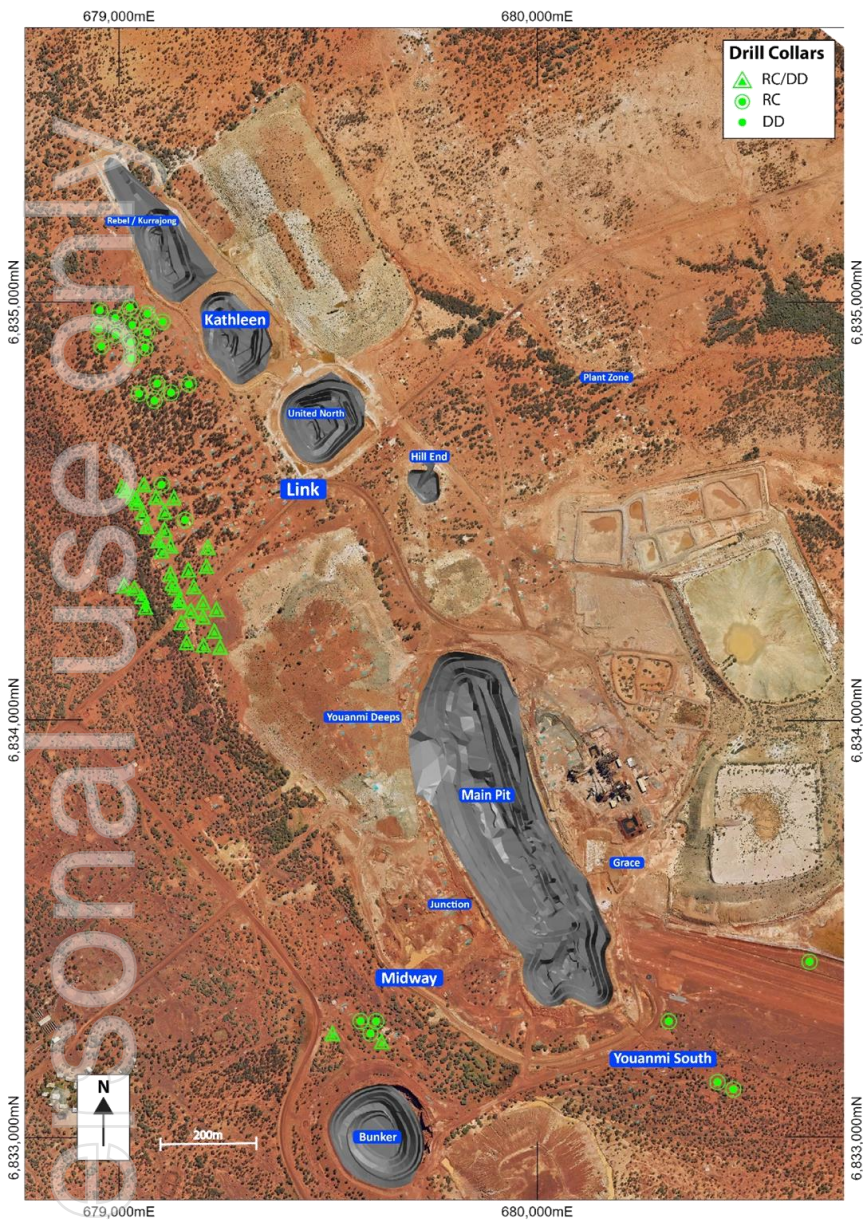 679,000mE
680,000mE
Drill Collars
RC/DD
RC
DD
Rebel / Kurrajong
6,835,000mN
6,835,000mN
Kathleen
Plant Zone
United North
Hill End
Link
Youanmi Deeps
6,834,000mN
6,834,000mN
Main Pit
Grace
Junction
Midway
Youanmi South
N
200m
Bunker
6,833,000mN
6,833,000mN
679,000mE
680,000mE
ersonal use only